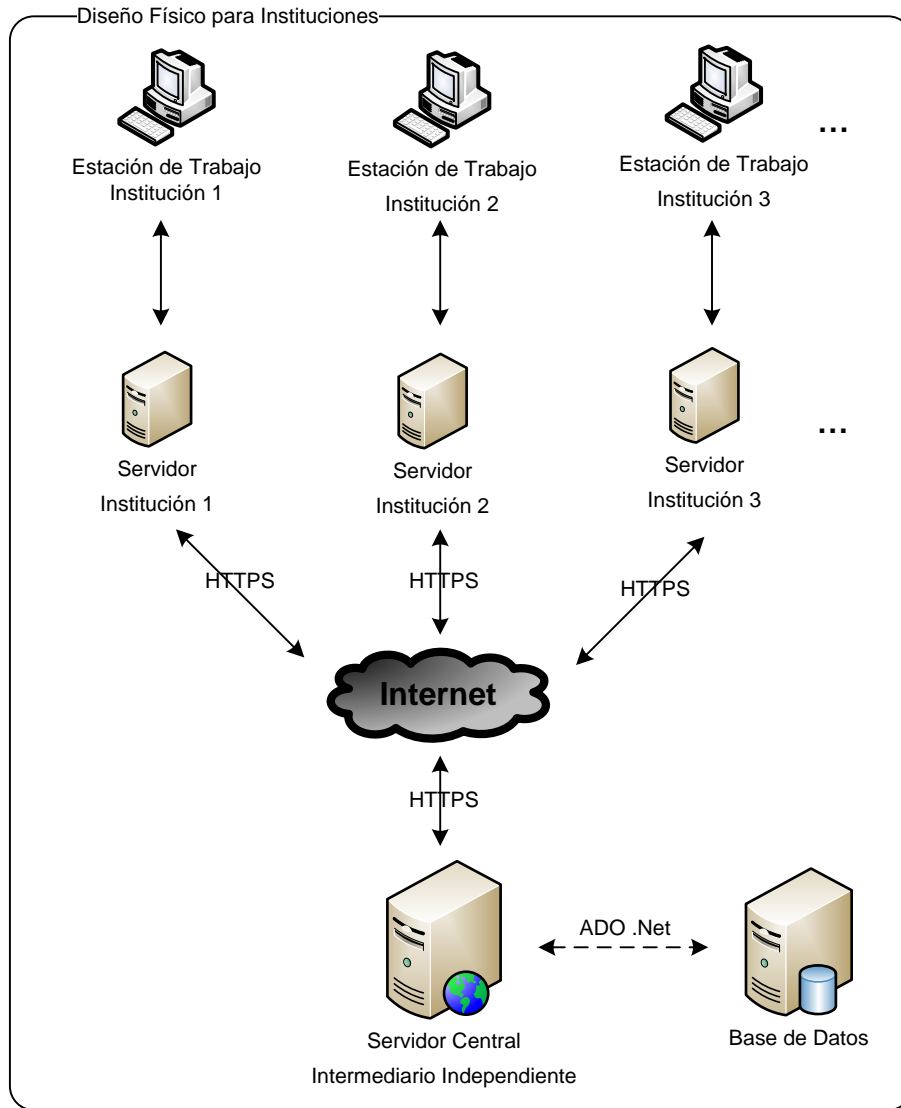 Diseño Físico para Instituciones
Estación de Trabajo
Institución 1
Estación de Trabajo
Institución 2
Estación de Trabajo
Institución 3
...
Servidor
Institución 1
Servidor
Institución 2
Servidor
Institución 3
...
HTTPS
HTTPS
HTTPS
Internet
HTTPS
ADO .Net
Servidor Central
Intermediario Independiente
Base de Datos